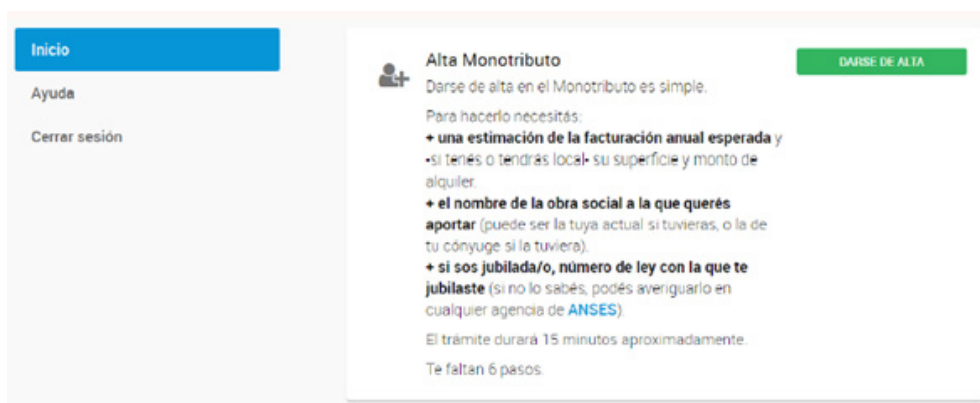 Inicio
Ayuda
Cerrar sesión
Alta Monotributo
DARSE DE ALTA
Darse de alta en el Monotributo es simple.
Para hacerlo necesitás:
+ una estimación de la facturación anual esperada y
-si tenés o tendrás local- su superficie y monto de
alquiler.
+ el nombre de la obra social a la que querés
aportar (puede ser la tuya actual si tuvieras, o la de
tu cónyuge si la tuviera).
+ si sos jubilada/o, número de ley con la que te
jubilaste (si no lo sabés, podés averiguarlo en
cualquier agencia de ANSES).
El trámite durará 15 minutos aproximadamente.
Te faltan 6 pasos.